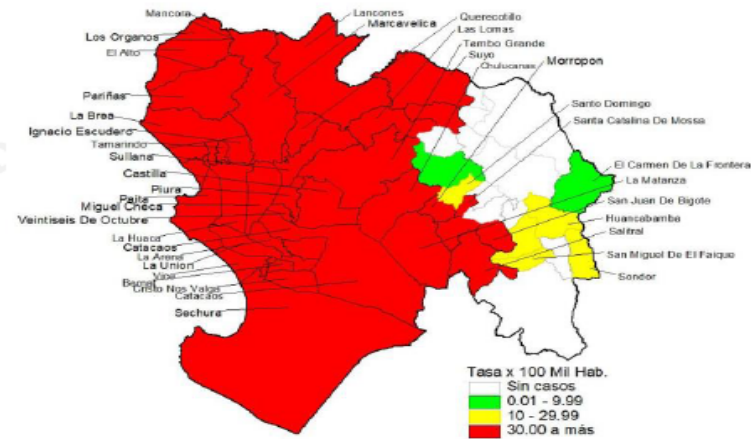 Mancora
Los Organos
El Alto
Pariñas
La Brea
Ignacio Escudero
Tamarindo
Sullana
Castilla
Piura
Paita
Miguel Checa
Veintiseis De Octubre
La Huaca
Catacaos
La Arena
La Union
Vice
Bernal
Cristo Nos Valga
Catacaos
Sechura
Lancones
Marcavelica
Querecotillo
Las Lomas
Tambo Grande
Suyo
Chulucanas
Morropon
Santo Domingo
Santa Catalina De Mossa
El Carmen De La Frontera
La Matanza
San Juan De Bigote
Huancabamba
Salitral
San Miguel De El Faique
Sondor
Tasa x 100 Mil Hab.
Sin casos
0.01 - 9.99
10 - 29.99
30.00 a más